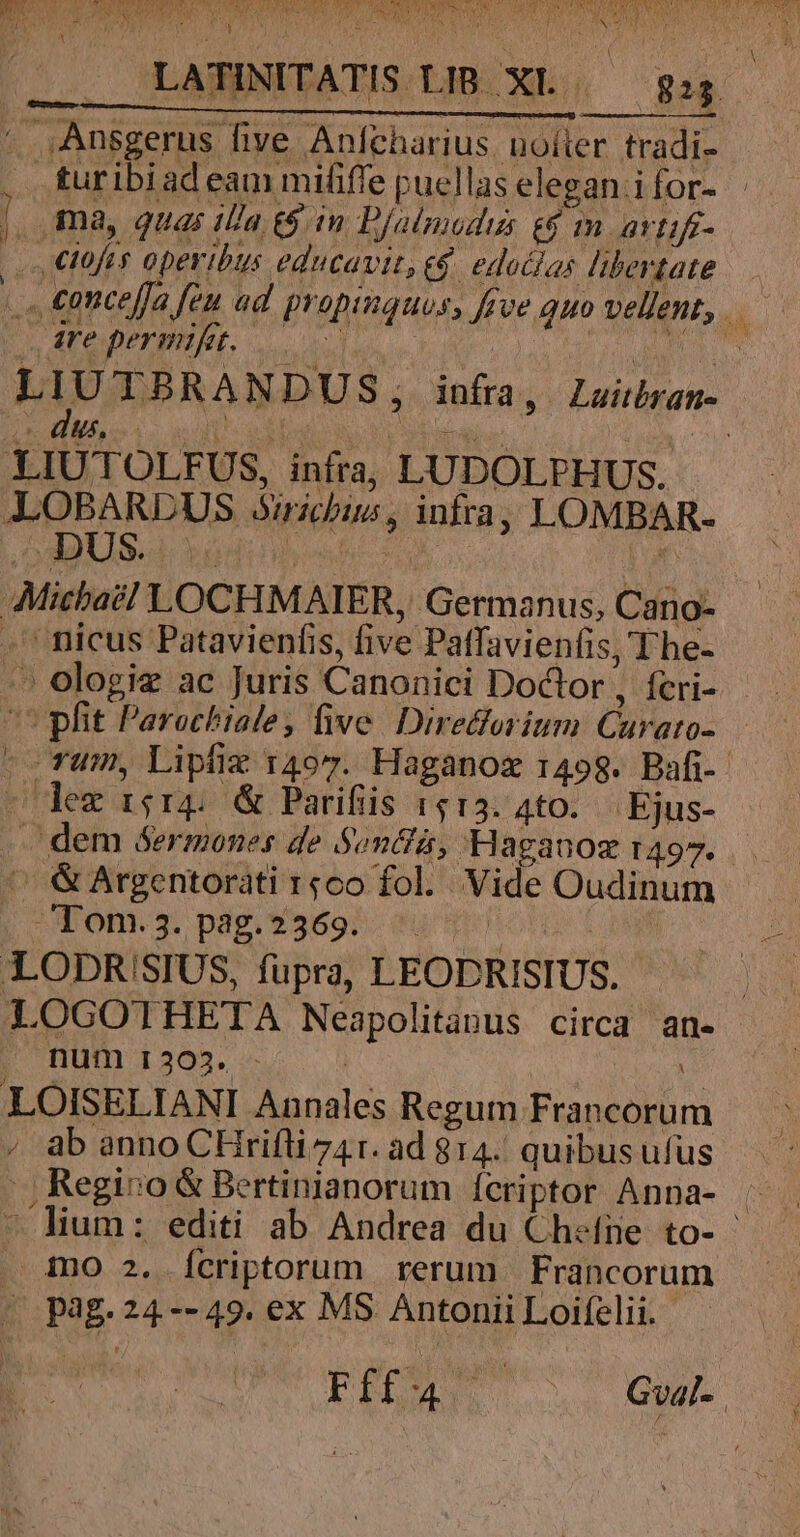 LATINITATIS LIB. XI. 823
Ansgerus ſive Anſcharius noſter tradi-
tur ibi ad eam miſiſſe puellas elegan i for-
ma, quas illa & in Pſalmodiis & in artifi-
cioſis operibus educavit, & edoctas libertate
conceſſa ſeu ad propinquos, ſive quo vellent,
ire permiſit.
LIUTBRANDUS, infra, Luitbran-
dus.
LIUTOLFUS, infra, LUDOLPHUS.
LOBARDUS Sirichius, infra, LOMBAR-
DUS.
Michaël LOCHMAIER, Germanus, Cano-
nicus Patavienſis, ſive Paſſavienſis, The-
ologiæ ac Juris Canonici Doctor, ſcri-
pſit Parochiale, ſive Directorium Curato-
rum, Lipſiæ 1497. Haganoæ 1498. Baſi-
leæ 1514. & Pariſiis 1513. 4to. Ejus-
dem Sermones de Sanctis, Haganoæ 1497.
& Argentorati 1500 fol. Vide Oudinum
Tom. 3. pag. 2369.
LODRISIUS, ſupra, LEODRISIUS.
LOGOTHETA Neapolitanus circa an-
num 1303.
LOISELIANI Annales Regum Francorum
ab anno CHriſti 741. ad 814. quibus uſus
Regino & Bertinianorum ſcriptor Anna-
lium: editi ab Andrea du Cheſne to-
mo 2. ſcriptorum rerum Francorum
pag. 24--49. ex MS Antonii Loiſelii.
Fff 4 Gual-